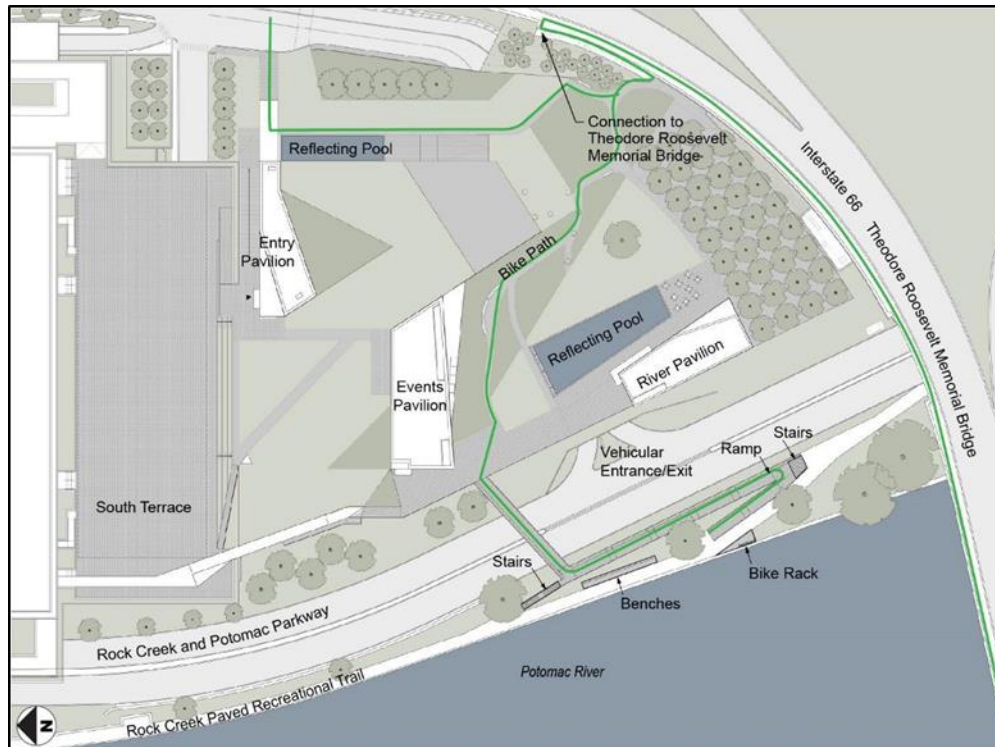 Connection to
Theodore Roosevelt
Memorial Bridge
Reflecting Pool
Interstate 66
Theodore Roosevelt Memorial Bridge
Entry
Pavilion
Bike Path
Reflecting Pool
River Pavilion
Events
Pavilion
Vehicular
Entrance/Exit
Ramp
Stairs
South Terrace
Stairs
Bike Rack
Benches
Rock Creek and Potomac Parkway
Potomac River
Rock Creek Paved Recreational Trail
N